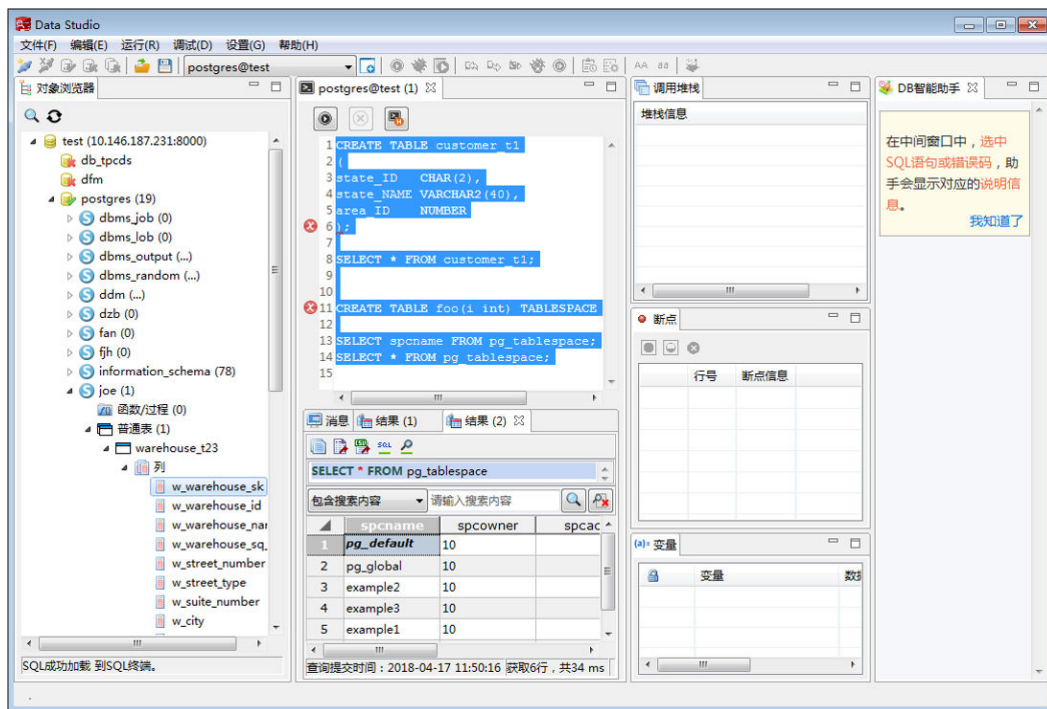 Data Studio
文件(F) 编辑(E) 运行(R) 调试(D) 设置(G) 帮助(H)
postgres@test
对象浏览器
test (10.146.187.231:8000)
db_tpcds
dfm
postgres (19)
dbms_job (0)
dbms_lob (0)
dbms_output (...)
dbms_random (...)
ddm (...)
dzb (0)
fan (0)
fjh (0)
information_schema (78)
joe (1)
函数/过程 (0)
普通表 (1)
warehouse_t23
列
w_warehouse_sk
w_warehouse_id
w_warehouse_nar
w_warehouse_sq_
w_street_number
w_street_type
w_suite_number
w_city
SQL成功加载 到SQL终端。
postgres@test (1)
1 CREATE TABLE customer_t1
2 (
3 state_ID CHAR(2),
4 state_NAME VARCHAR2(40),
5 area_ID NUMBER
6 );
7
8 SELECT * FROM customer_t1;
9
10
11 CREATE TABLE foo(i int) TABLESPACE
12
13 SELECT spcname FROM pg_tablespace;
14 SELECT * FROM pg_tablespace;
15
消息 结果 (1) 结果 (2)
SELECT * FROM pg_tablespace
包含搜索内容 请输入搜索内容
spcname spcowner spcac
1 pg_default 10
2 pg_global 10
3 example2 10
4 example3 10
5 example1 10
查询提交时间：2018-04-17 11:50:16 获取6行，共34 ms
调用堆栈
堆栈信息
断点
行号 断点信息
(a)= 变量
变量 数据
DB智能助手
在中间窗口中，选中
SQL语句或错误码，助
手会显示对应的说明信
息。
我知道了